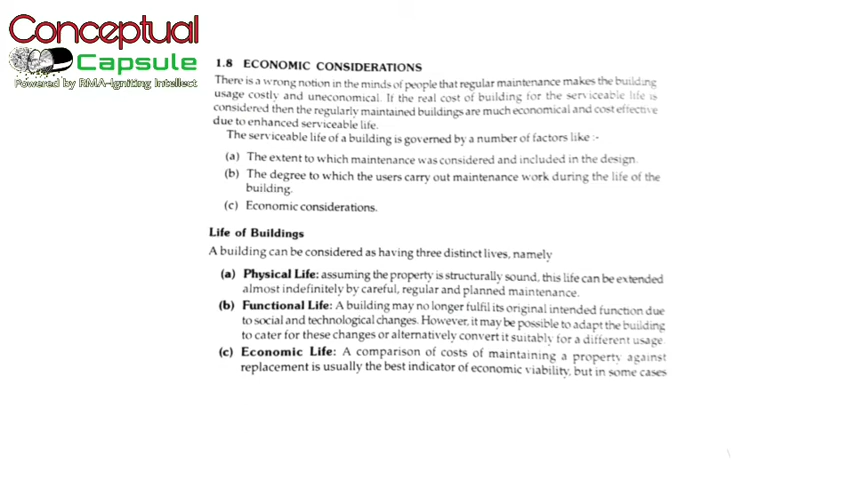 Conceptual
Capsule
Powered by RMA-Igniting Intellect
1.8 ECONOMIC CONSIDERATIONS
There is a wrong notion in the minds of people that regular maintenance makes the building
usage costly and uneconomical. If the real cost of building for the serviceable life is
considered then the regularly maintained buildings are much economical and cost effective
due to enhanced serviceable life.
The serviceable life of a building is governed by a number of factors like :-
(a) The extent to which maintenance was considered and included in the design.
(b) The degree to which the users carry out maintenance work during the life of the
building.
(c) Economic considerations.
Life of Buildings
A building can be considered as having three distinct lives, namely
(a) Physical Life: assuming the property is structurally sound, this life can be extended
almost indefinitely by careful, regular and planned maintenance.
(b) Functional Life: A building may no longer fulfil its original intended function due
to social and technological changes. However, it may be possible to adapt the building
to cater for these changes or alternatively convert it suitably for a different usage.
(c) Economic Life: A comparison of costs of maintaining a property against
replacement is usually the best indicator of economic viability, but in some cases